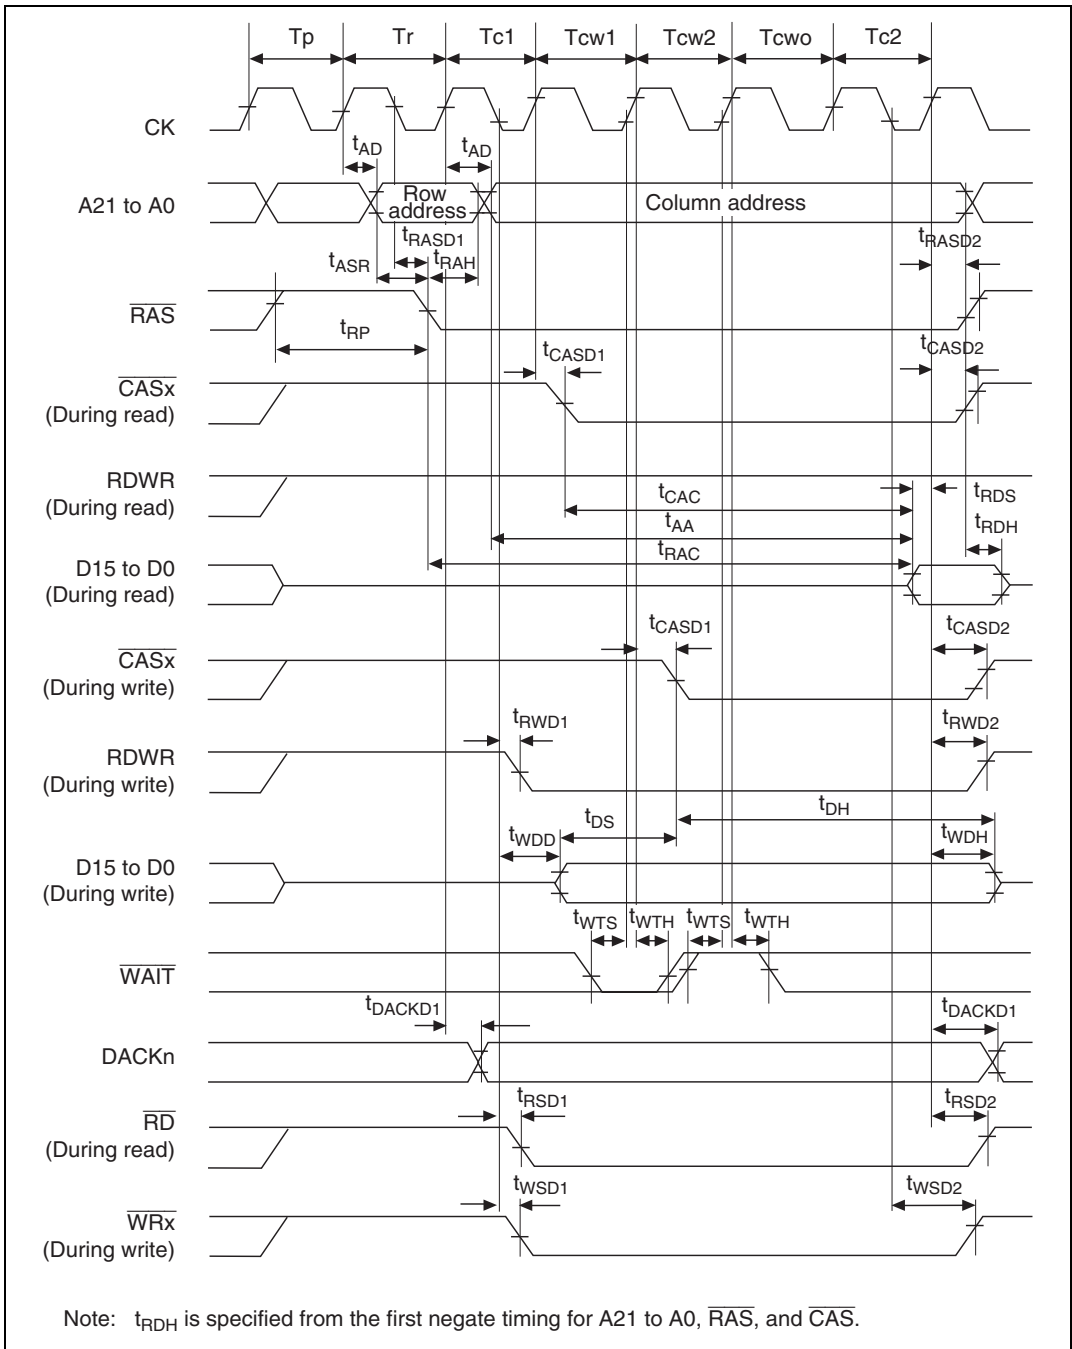 Tp Tr Tc1 Tcw1 Tcw2 Tcwo Tc2
CK
tAD tAD
A21 to A0
Row address
Column address
tRASD1
tRASD2
tASR tRAH
RAS
tRP
tCASD1 tCASD2
CASx
(During read)
RDWR
(During read)
tCAC
tRDS
tAA
tRDH
tRAC
D15 to D0
(During read)
tCASD1 tCASD2
CASx
(During write)
tRWD1 tRWD2
RDWR
(During write)
tDH
tDS
tWDD tWDH
D15 to D0
(During write)
tWTS tWTH tWTS tWTH
WAIT
tDACKD1 tDACKD1
DACKn
tRSD1 tRSD2
RD
(During read)
tWSD1 tWSD2
WRx
(During write)
Note: tRDH is specified from the first negate timing for A21 to A0, RAS, and CAS.